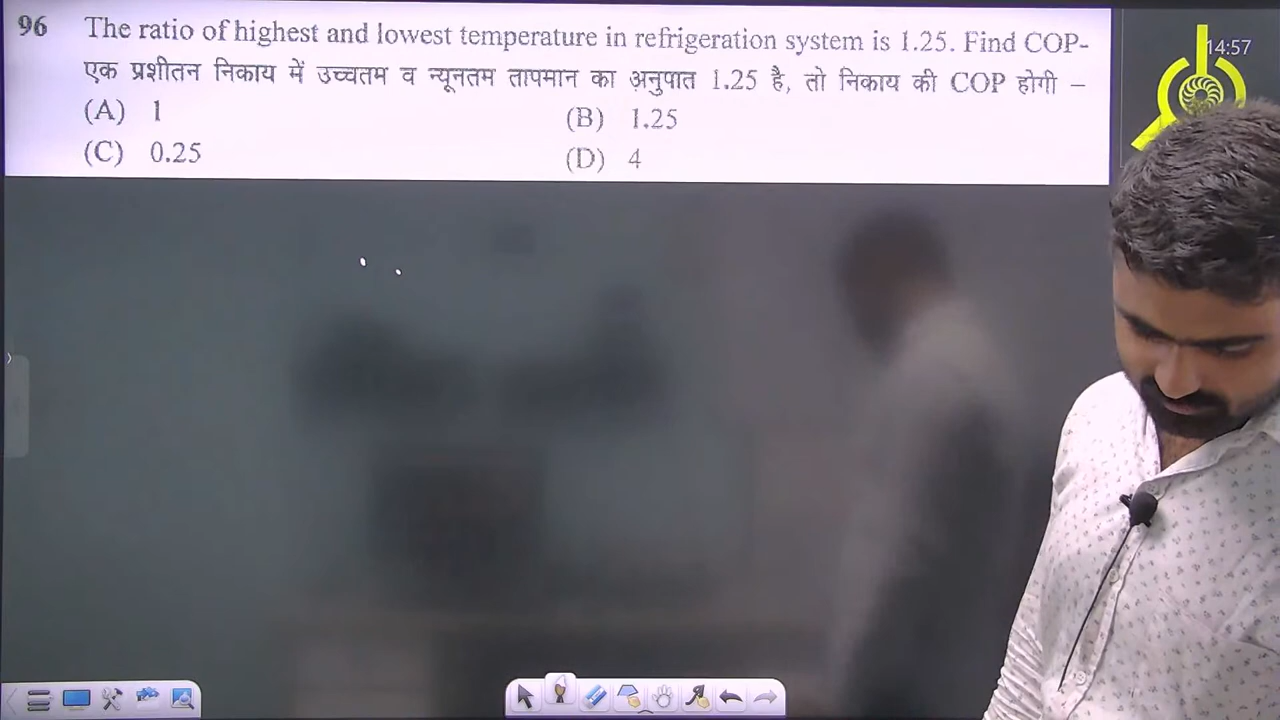 96 The ratio of highest and lowest temperature in refrigeration system is 1.25. Find COP-
एक प्रशीतन निकाय में उच्चतम व न्यूनतम तापमान का अनुपात 1.25 है, तो निकाय की COP होगी –
(A) 1 (B) 1.25
(C) 0.25 (D) 4
14:57